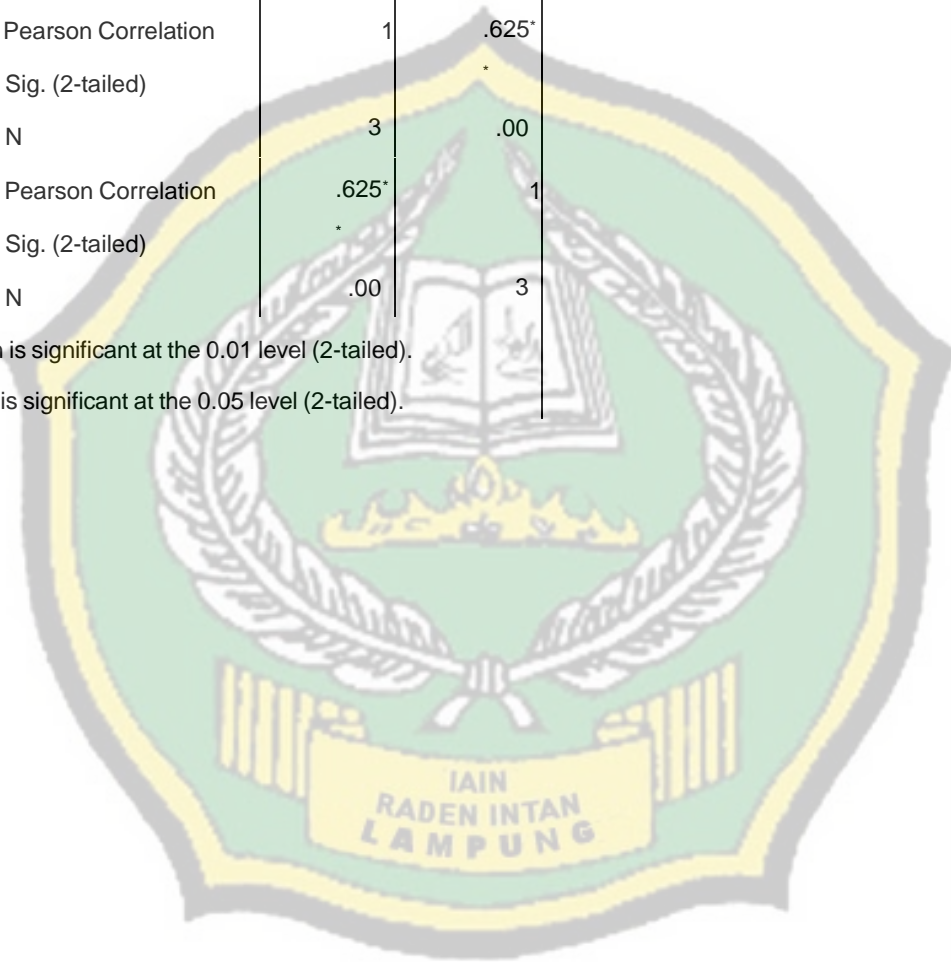 Pearson Correlation 1 .625*
Sig. (2-tailed) *
N 3 .00
Pearson Correlation .625* 1
Sig. (2-tailed) *
N .00 3
n is significant at the 0.01 level (2-tailed).
is significant at the 0.05 level (2-tailed).
IAIN
RADEN INTAN
LAMPUNG